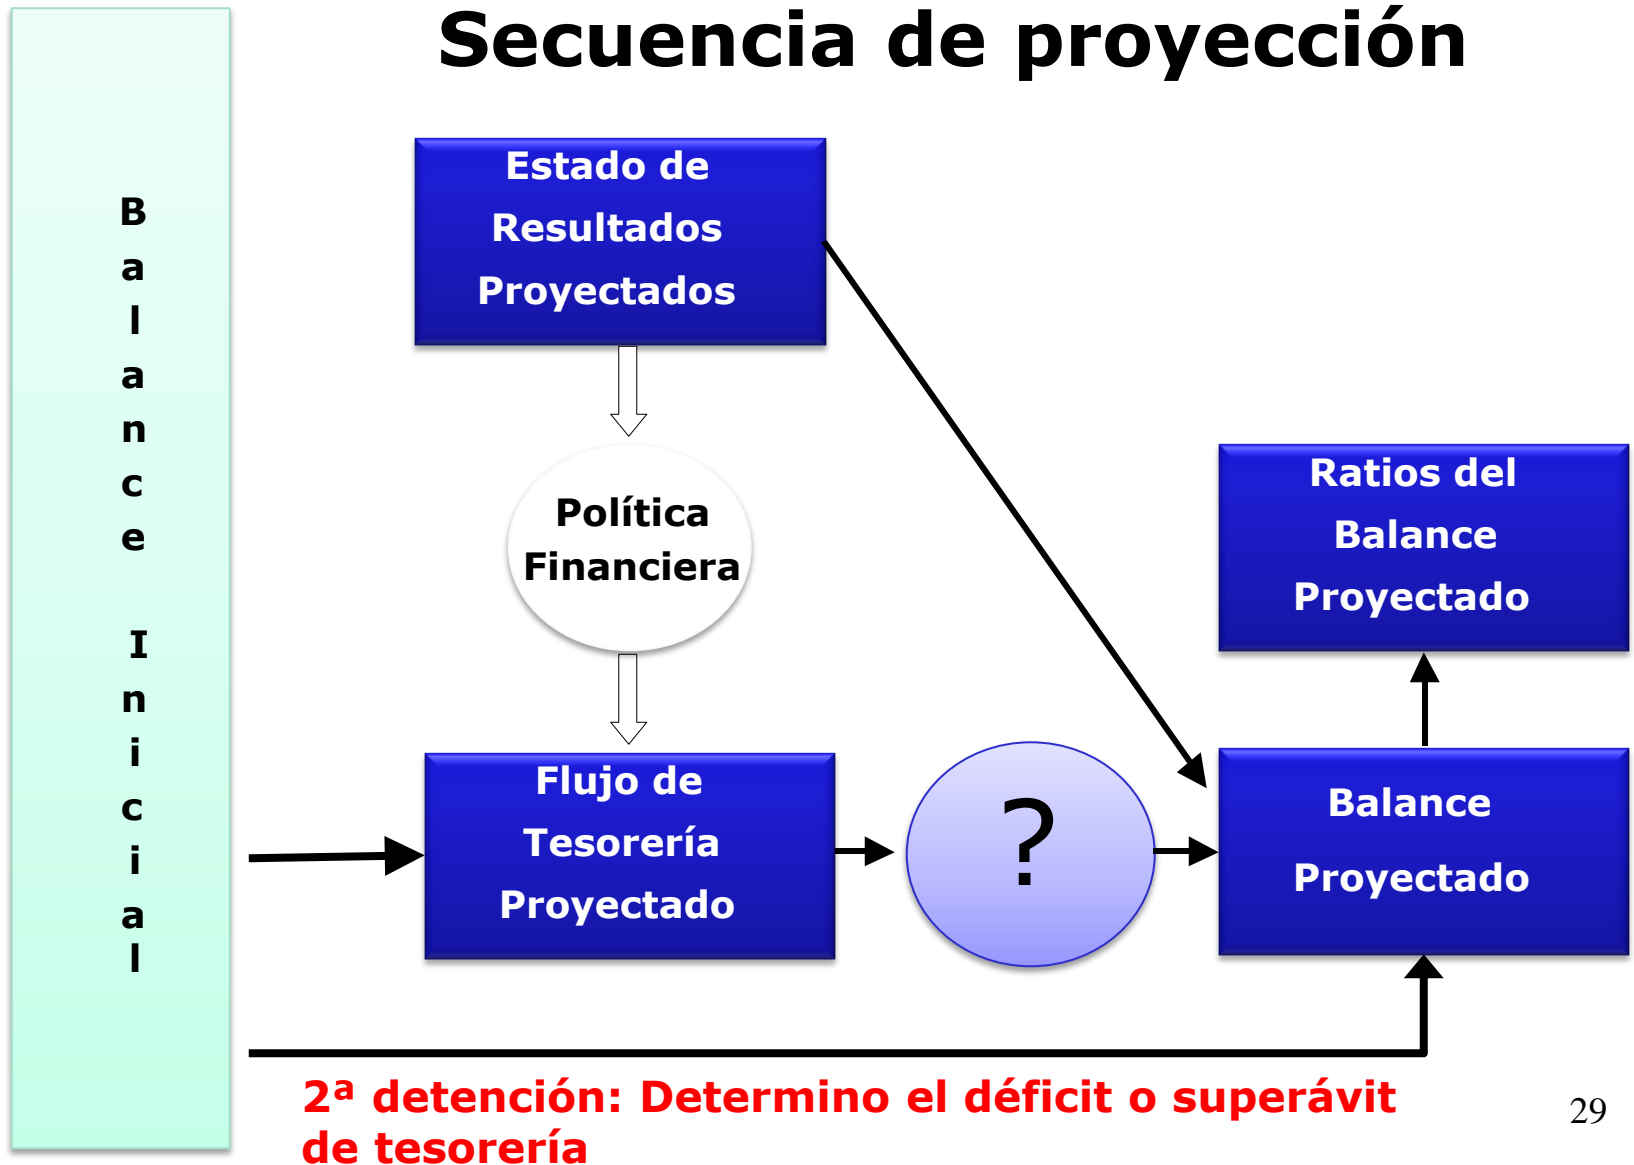 Secuencia de proyección
B
a
l
a
n
c
e
I
n
i
c
i
a
l
Estado de
Resultados
Proyectados
Política
Financiera
Flujo de
Tesorería
Proyectado
?
Ratios del
Balance
Proyectado
Balance
Proyectado
2ª detención: Determino el déficit o superávit
de tesorería
29